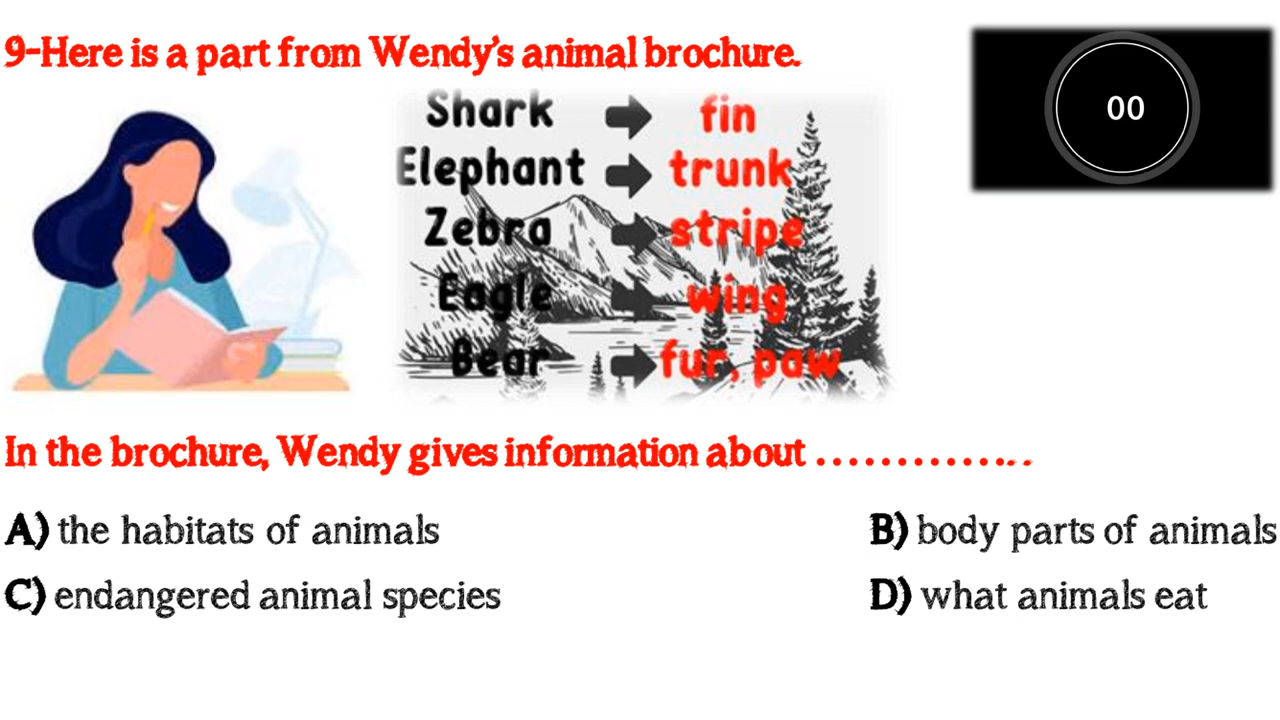 9-Here is a part from Wendy's animal brochure.
00
Shark fin
Elephant trunk
Zebra stripe
Eagle wing
Bear fur, paw
In the brochure, Wendy gives information about ..............
A) the habitats of animals
B) body parts of animals
C) endangered animal species
D) what animals eat